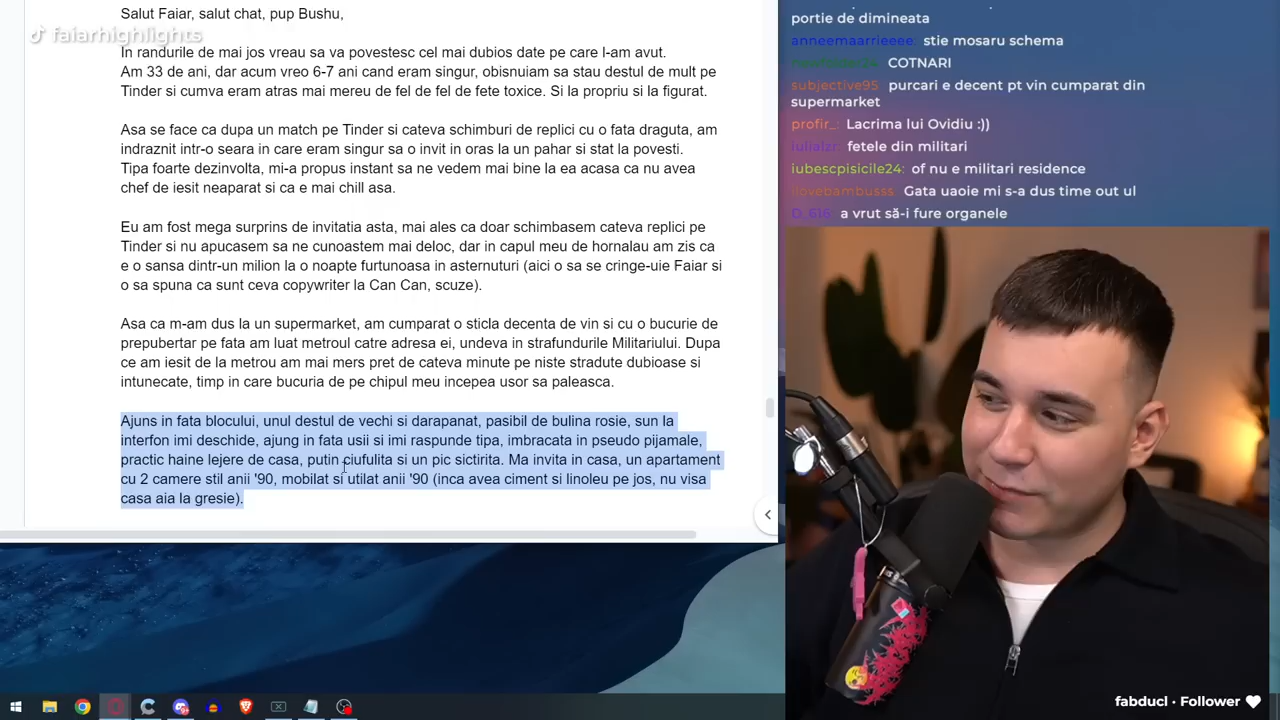 Salut Faiar, salut chat, pup Bushu,
faiarhighlights
In randurile de mai jos vreau sa va povestesc cel mai dubios date pe care l-am avut.
Am 33 de ani, dar acum vreo 6-7 ani cand eram singur, obisnuiam sa stau destul de mult pe
Tinder si cumva eram atras mai mereu de fel de fel de fete toxice. Si la propriu si la figurat.
Asa se face ca dupa un match pe Tinder si cateva schimburi de replici cu o fata draguta, am
indraznit intr-o seara in care eram singur sa o invit in oras la un pahar si stat la povesti.
Tipa foarte dezinvolta, mi-a propus instant sa ne vedem mai bine la ea acasa ca nu avea
chef de iesit neaparat si ca e mai chill asa.
Eu am fost mega surprins de invitatia asta, mai ales ca doar schimbasem cateva replici pe
Tinder si nu apucasem sa ne cunoastem mai deloc, dar in capul meu de hornalau am zis ca
e o sansa dintr-un milion la o noapte furtunoasa in asternuturi (aici o sa se cringe-uie Faiar si
o sa spuna ca sunt ceva copywriter la Can Can, scuze).
Asa ca m-am dus la un supermarket, am cumparat o sticla decenta de vin si cu o bucurie de
prepubertar pe fata am luat metroul catre adresa ei, undeva in strafundurile Militariului. Dupa
ce am iesit de la metrou am mai mers pret de cateva minute pe niste stradute dubioase si
intunecate, timp in care bucuria de pe chipul meu incepea usor sa paleasca.
Ajuns in fata blocului, unul destul de vechi si darapanat, pasibil de bulina rosie, sun la
interfon imi deschide, ajung in fata usii si imi raspunde tipa, imbracata in pseudo pijamale,
practic haine lejere de casa, putin ciufulita si un pic sictirita. Ma invita in casa, un apartament
cu 2 camere stil anii '90, mobilat si utilat anii '90 (inca avea ciment si linoleu pe jos, nu visa
casa aia la gresie).
portie de dimineata
anneemaarrieeee: stie mosaru schema
COTNARI
subjective95 purcari e decent pt vin cumparat din
supermarket
profir_: Lacrima lui Ovidiu :))
iulialzr: fetele din militari
iubescpisicile24: of nu e militari residence
ilovebambusss Gata uaoie mi s-a dus time out ul
D_616: a vrut să-i fure organele
fabducl · Follower